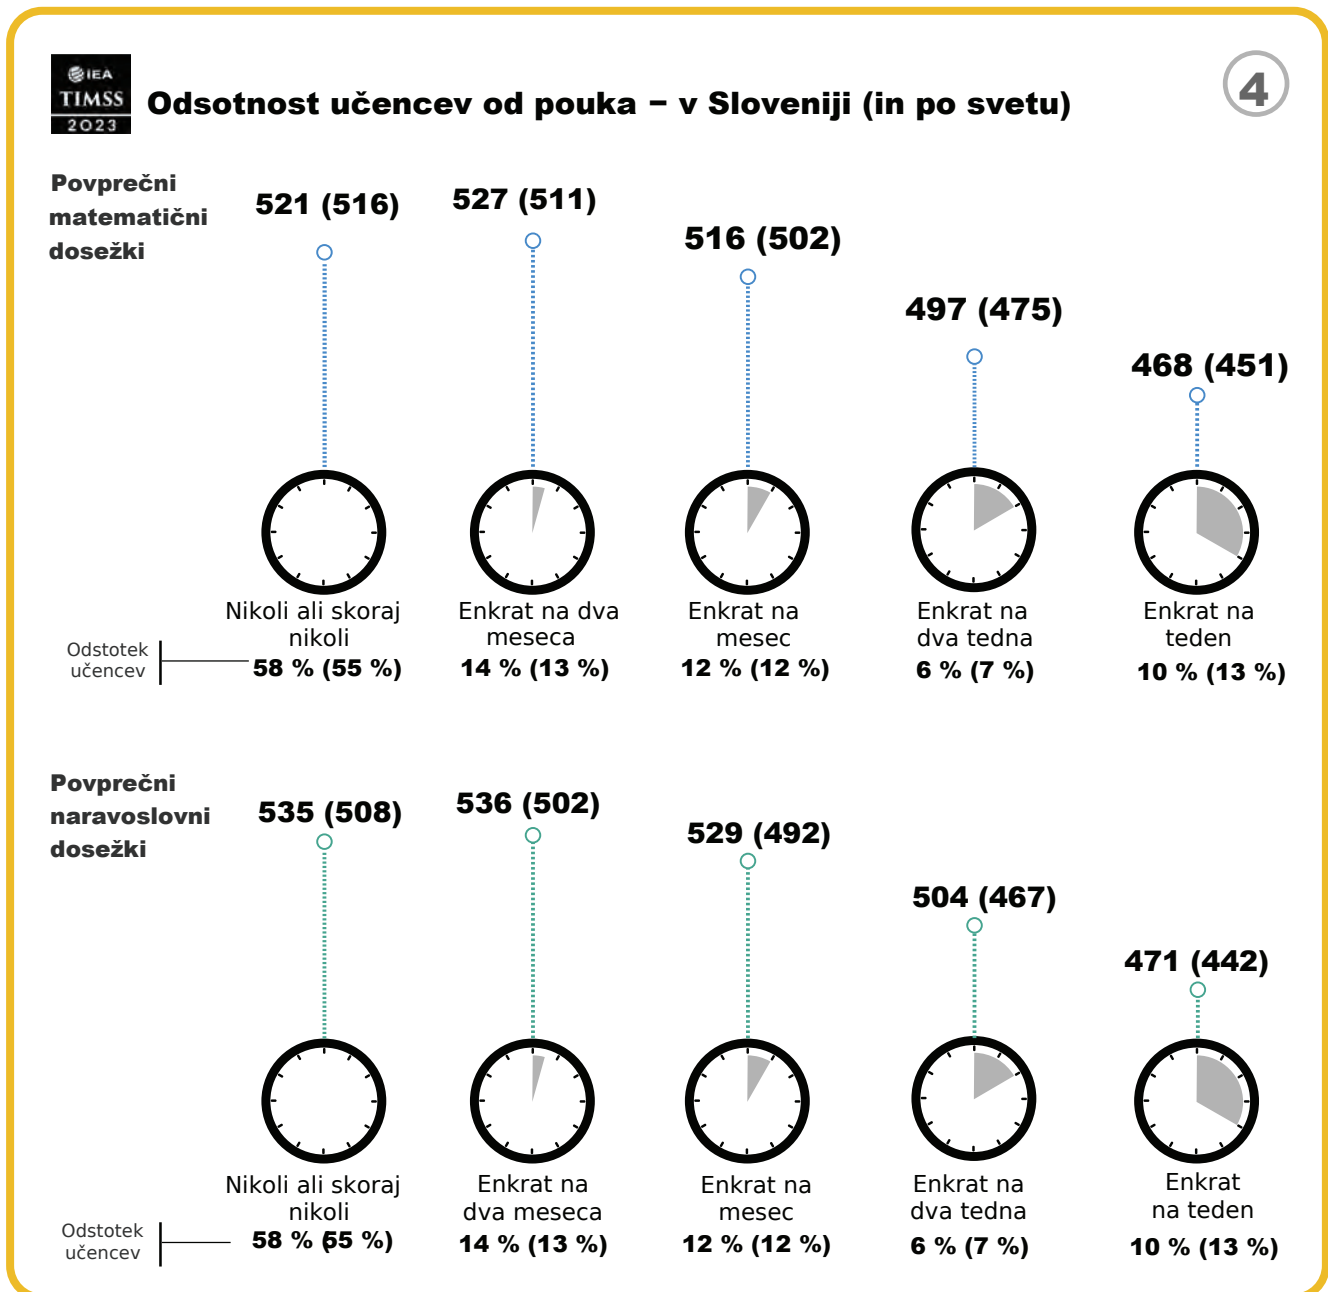 IEA
TIMSS
2023
Odsotnost učencev od pouka – v Sloveniji (in po svetu)
4
Povprečni
matematični
dosežki
521 (516)
527 (511)
516 (502)
497 (475)
468 (451)
Nikoli ali skoraj
nikoli
Enkrat na dva
meseca
Enkrat na
mesec
Enkrat na
dva tedna
Enkrat na
teden
Odstotek
učencev
58 % (55 %)
14 % (13 %)
12 % (12 %)
6 % (7 %)
10 % (13 %)
Povprečni
naravoslovni
dosežki
535 (508)
536 (502)
529 (492)
504 (467)
471 (442)
Nikoli ali skoraj
nikoli
Enkrat na
dva meseca
Enkrat na
mesec
Enkrat na
dva tedna
Enkrat
na teden
Odstotek
učencev
58 % (55 %)
14 % (13 %)
12 % (12 %)
6 % (7 %)
10 % (13 %)